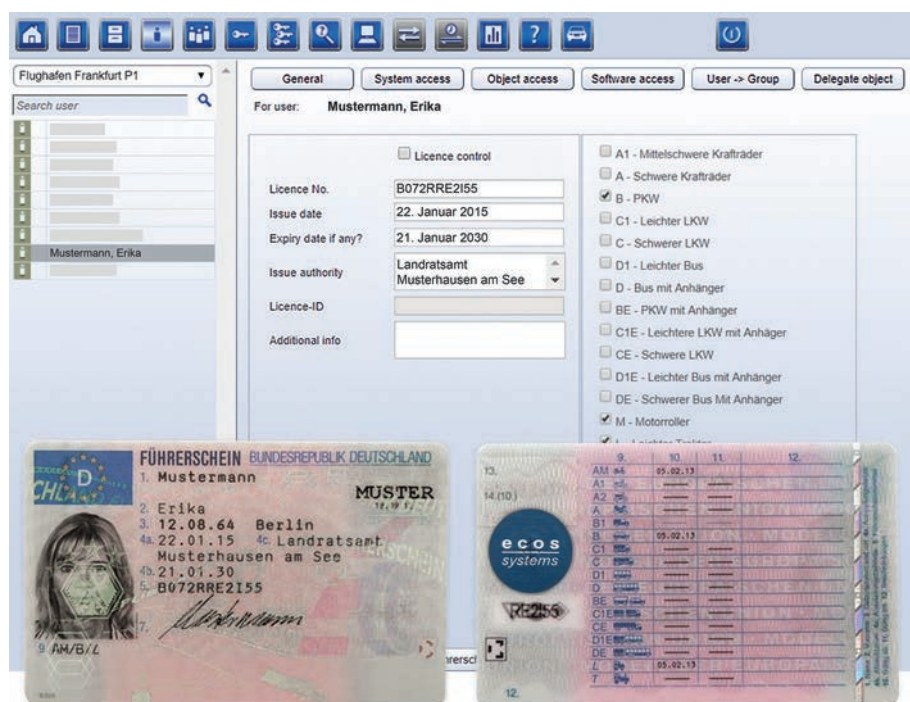 Flughafen Frankfurt P1
Search user
Mustermann, Erika
General
System access
Object access
Software access
User -> Group
Delegate object
For user: Mustermann, Erika
Licence control
Licence No. B072RRE2I55
Issue date 22. Januar 2015
Expiry date if any? 21. Januar 2030
Issue authority Landratsamt
Musterhausen am See
Licence-ID
Additional info
A1 - Mittelschwere Krafträder
A - Schwere Krafträder
B - PKW
C1 - Leichter LKW
C - Schwerer LKW
D1 - Leichter Bus
D - Bus mit Anhänger
BE - PKW mit Anhänger
C1E - Leichtere LKW mit Anhäger
CE - Schwere LKW
D1E - Leichter Bus mit Anhänger
DE - Schwerer Bus Mit Anhänger
M - Motorroller
D
FÜHRERSCHEIN BUNDESREPUBLIK DEUTSCHLAND
1. Mustermann
MUSTER
2. Erika
3. 12.08.64 Berlin
4a. 22.01.15 4c. Landratsamt
Musterhausen am See
4b. 21.01.30
5. B072RRE2I55
7. Mustermann
9 AM/B/L
9. 10. 11. 12.
13.
14.(10.)
ecos
systems
RE2I55
AM 05.02.13
A1
A2
A
B1
B 05.02.13
C1
C
D1
D
BE
C1E
CE
D1E
DE
L 05.02.13
T
12.